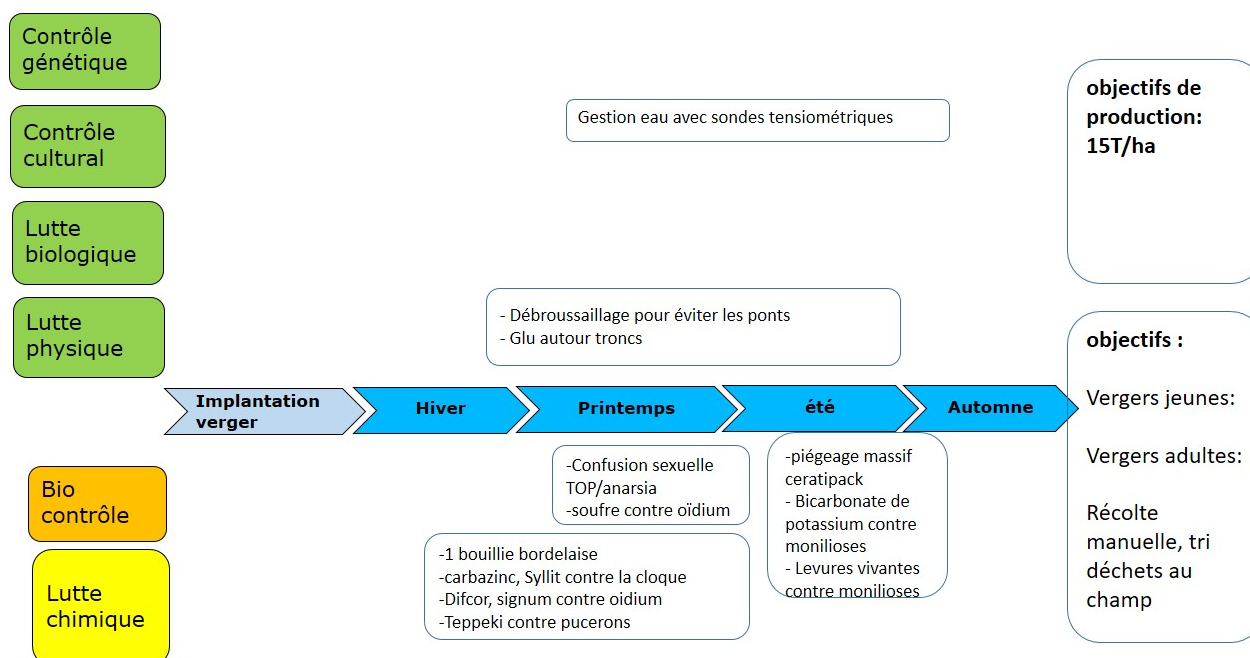 Contrôle
génétique
Contrôle
cultural
Lutte
biologique
Lutte
physique
Gestion eau avec sondes tensiométriques
- Débroussaillage pour éviter les ponts
- Glu autour troncs
objectifs de
production:
15T/ha
Implantation
verger
Hiver
Printemps
été
Automne
objectifs :
Vergers jeunes:
Vergers adultes:
Récolte
manuelle, tri
déchets au
champ
Bio
contrôle
Lutte
chimique
-Confusion sexuelle
TOP/anarsia
-soufre contre oïdium
-1 bouillie bordelaise
-carbazinc, Syllit contre la cloque
-Difcor, signum contre oidium
-Teppeki contre pucerons
-piégeage massif
ceratipack
- Bicarbonate de
potassium contre
monilioses
- Levures vivantes
contre monilioses